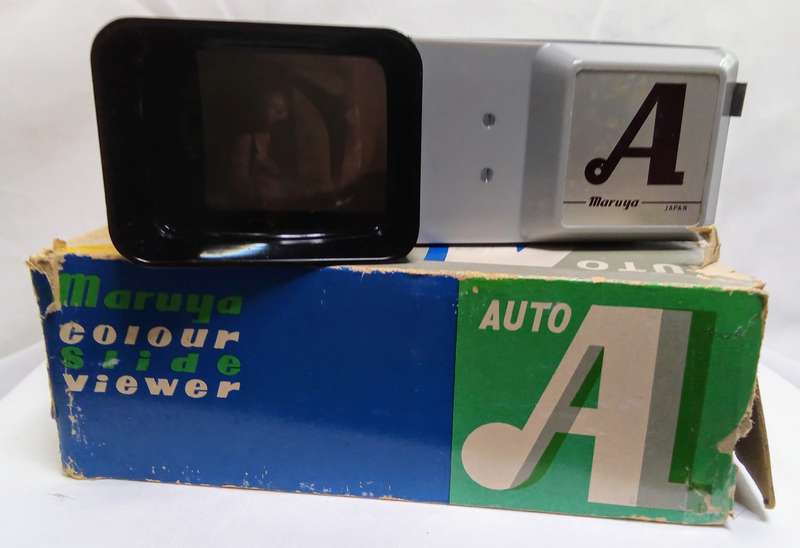 A
maruya
JAPAN
AUTO
maruya
colour
slide
viewer
AUTO
A